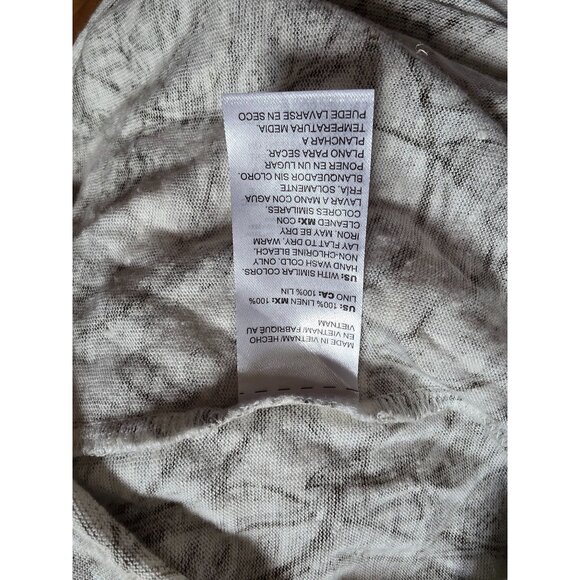 MADE IN VIETNAM/ HECHO
EN VIETNAM/ FABRIQUÉ AU
VIETNAM
US: 100% LINEN MX: 100%
LINO CA: 100% LIN
US: WITH SIMILAR COLORS.
HAND WASH COLD. ONLY
NON-CHLORINE BLEACH.
LAY FLAT TO DRY. WARM
IRON. MAY BE DRY
CLEANED MX: CON
COLORES SIMILARES.
LAVAR A MANO CON AGUA
FRÍA. SOLAMENTE
BLANQUEADOR SIN CLORO.
PONER EN UN LUGAR
PLANO PARA SECAR.
PLANCHAR A
TEMPERATURA MEDIA.
PUEDE LAVARSE EN SECO